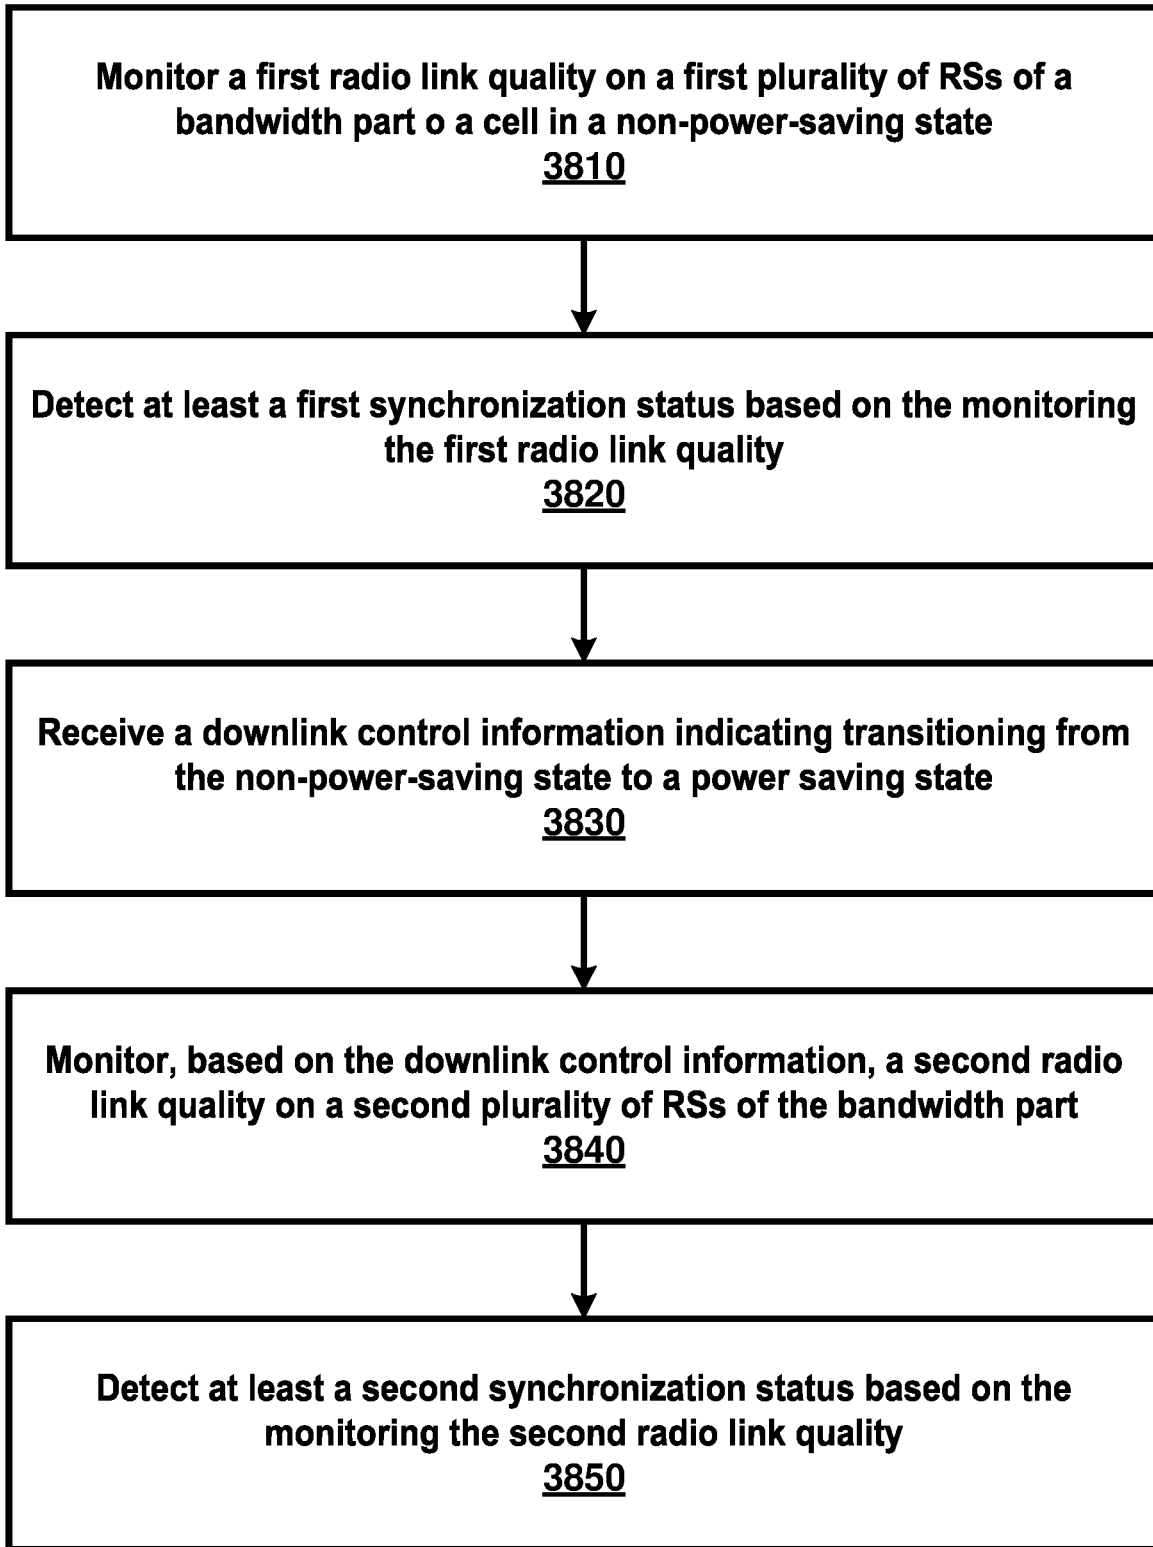 Monitor a first radio link quality on a first plurality of RSs of a
bandwidth part o a cell in a non-power-saving state
3810
Detect at least a first synchronization status based on the monitoring
the first radio link quality
3820
Receive a downlink control information indicating transitioning from
the non-power-saving state to a power saving state
3830
Monitor, based on the downlink control information, a second radio
link quality on a second plurality of RSs of the bandwidth part
3840
Detect at least a second synchronization status based on the
monitoring the second radio link quality
3850